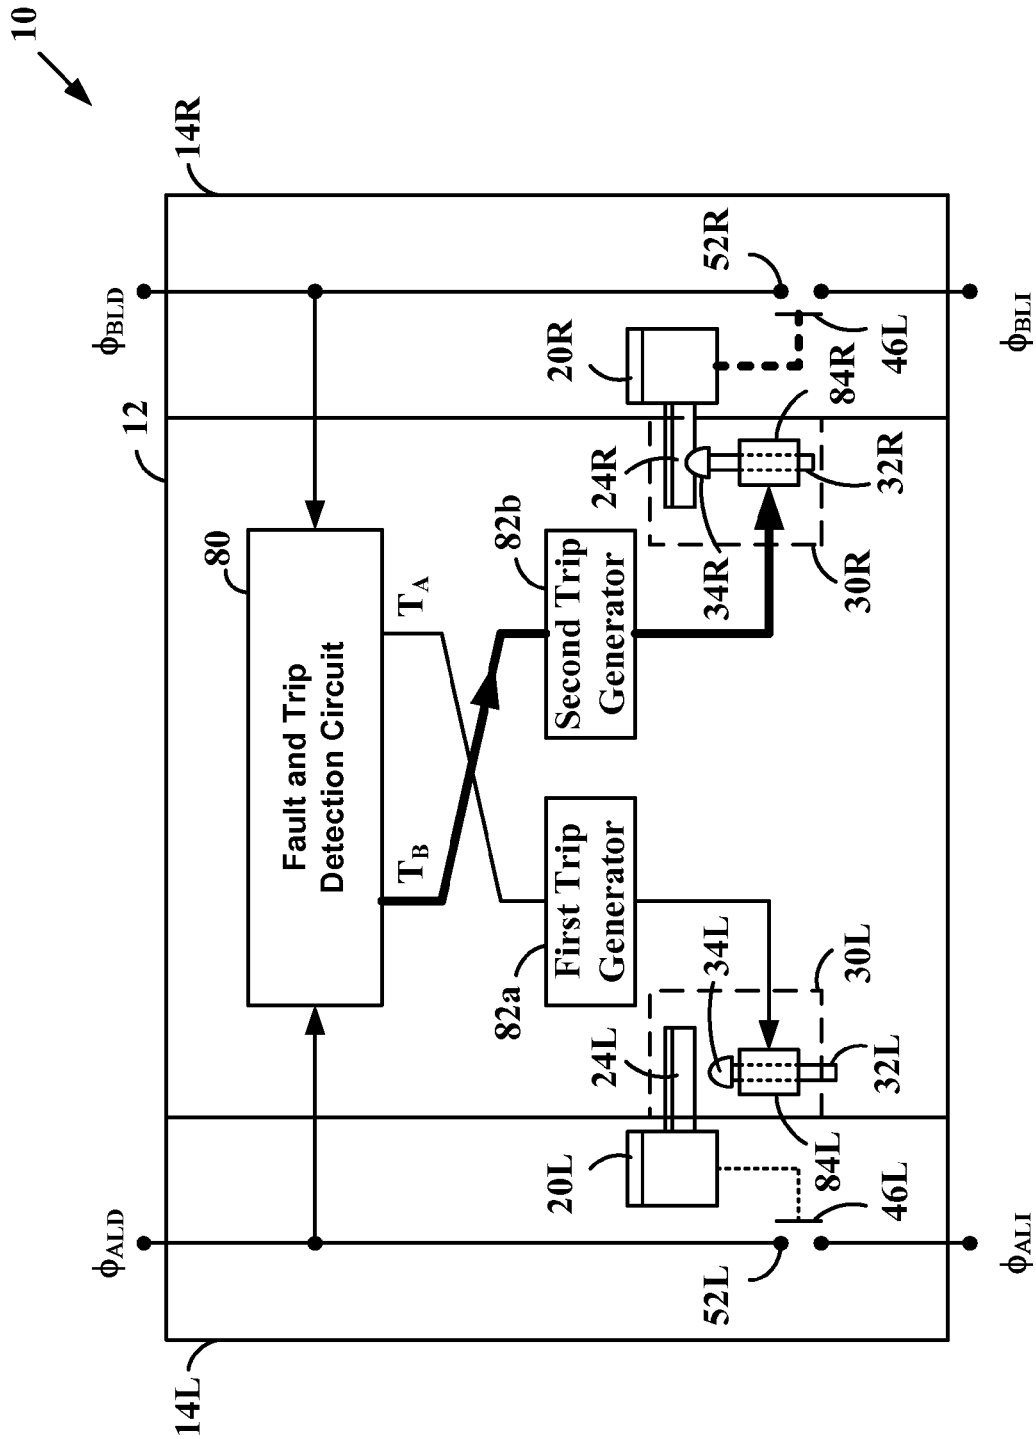 10
14L
12
14R
ϕALD
ϕBLD
80
Fault and Trip
Detection Circuit
TB
TA
82a
First Trip
Generator
82b
Second Trip
Generator
20L
24L
34L
24R
20R
34R
52L
52R
46L
84L
32L
30L
30R
32R
84R
46L
ϕALI
ϕBLI